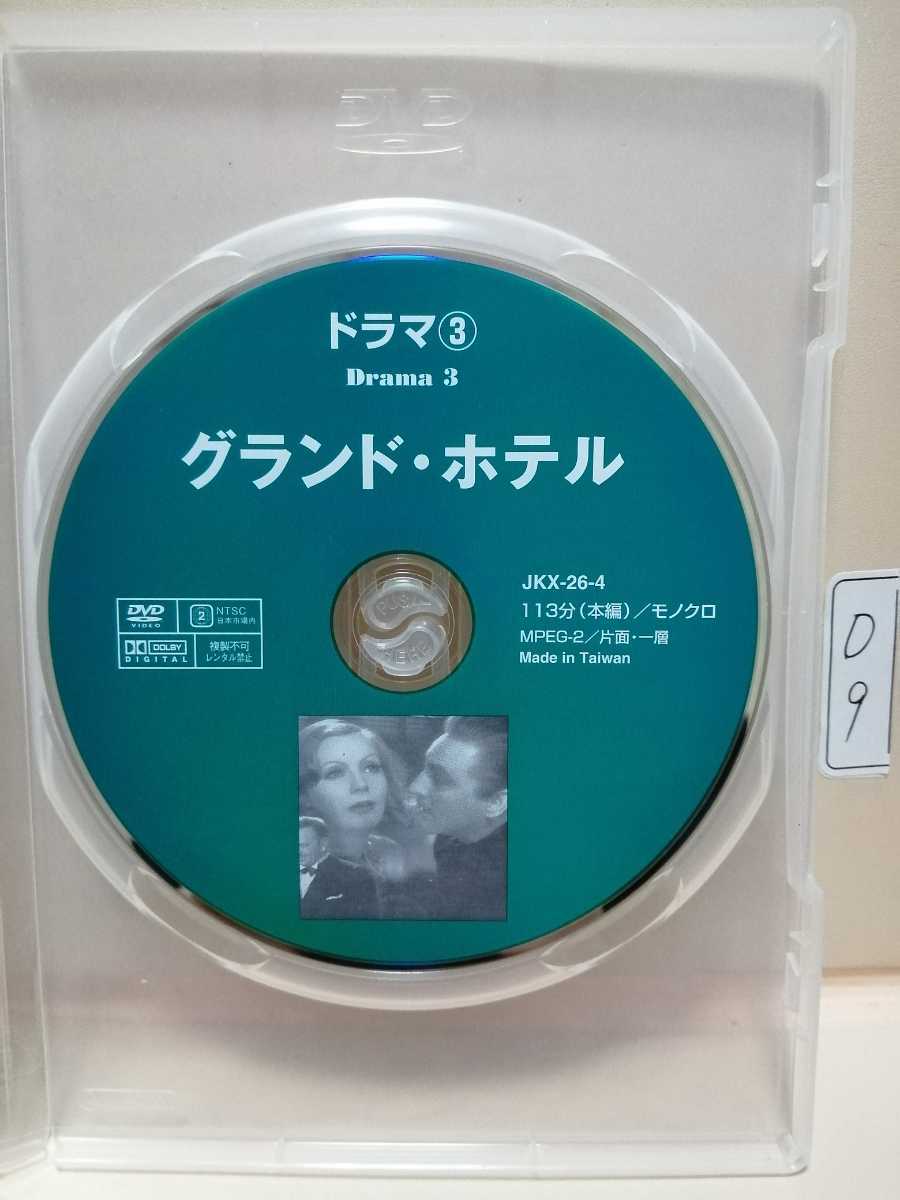 DVD
ドラマ③
Drama 3
グランド・ホテル
DVD
VIDEO
2
NTSC
日本市場内
DOLBY
DIGITAL
複製不可
レンタル禁止
PUSH
JKX-26-4
113分(本編)/モノクロ
MPEG-2/片面・一層
Made in Taiwan
D
9